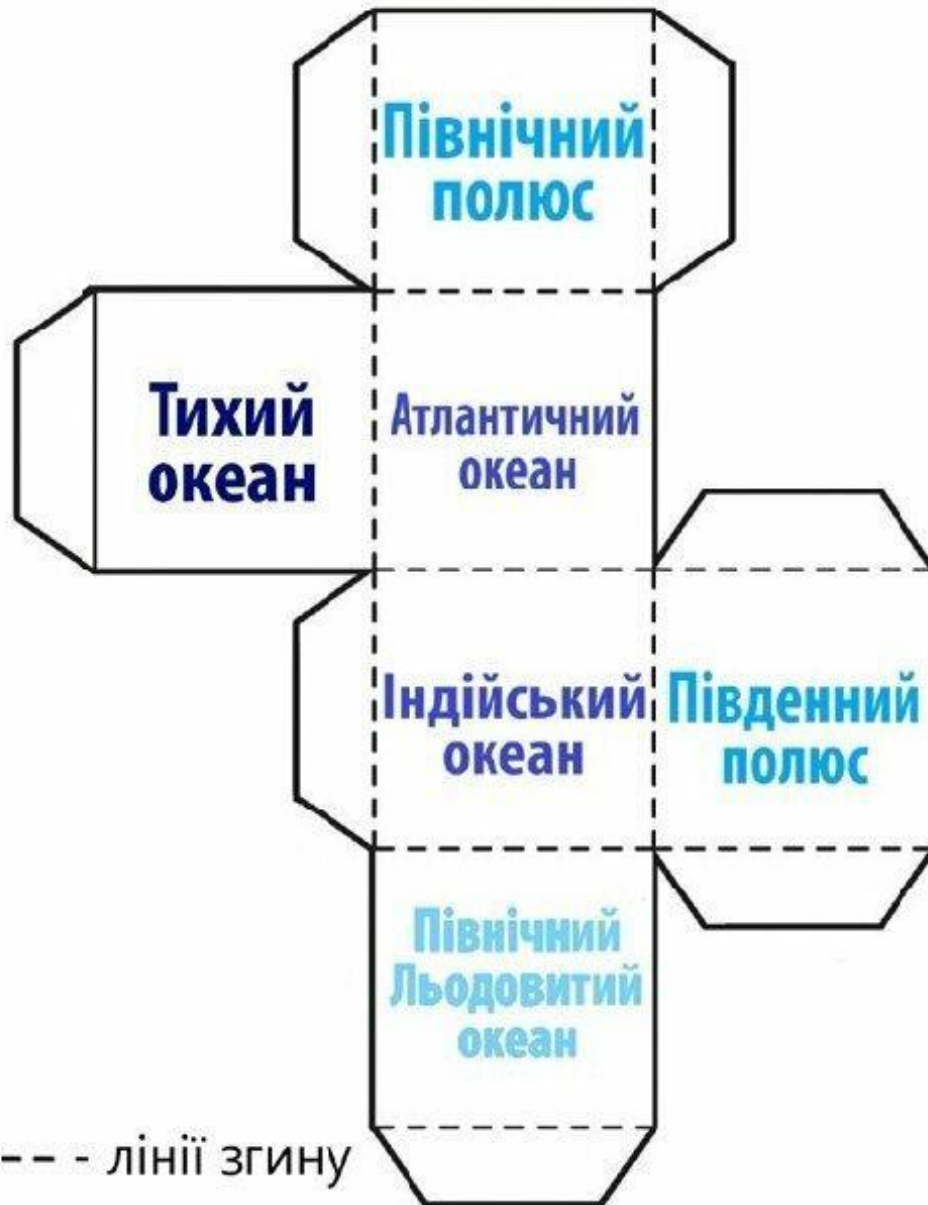 Північний
полюс
Тихий
океан
Атлантичний
океан
Індійський
океан
Південний
полюс
Північний
Льодовитий
океан
--- - лінії згину